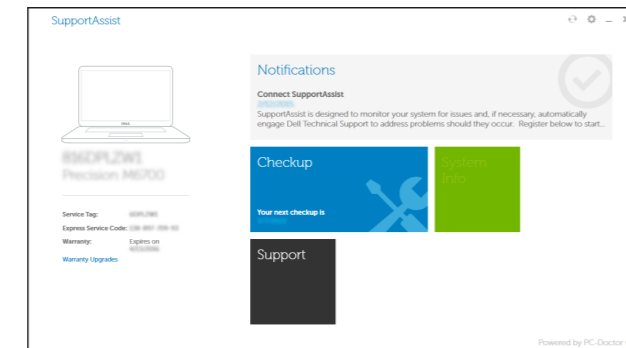 SupportAssist
Notifications
Connect SupportAssist
SupportAssist is designed to monitor your system for issues and, if necessary, automatically
engage Dell Technical Support to address problems should they occur. Register below to start...
DELL
Precision M6700
Checkup
System
Info
Service Tag:
Express Service Code:
Warranty: Expires on
Warranty Upgrades
Your next checkup is
Support
Powered by PC-Doctor